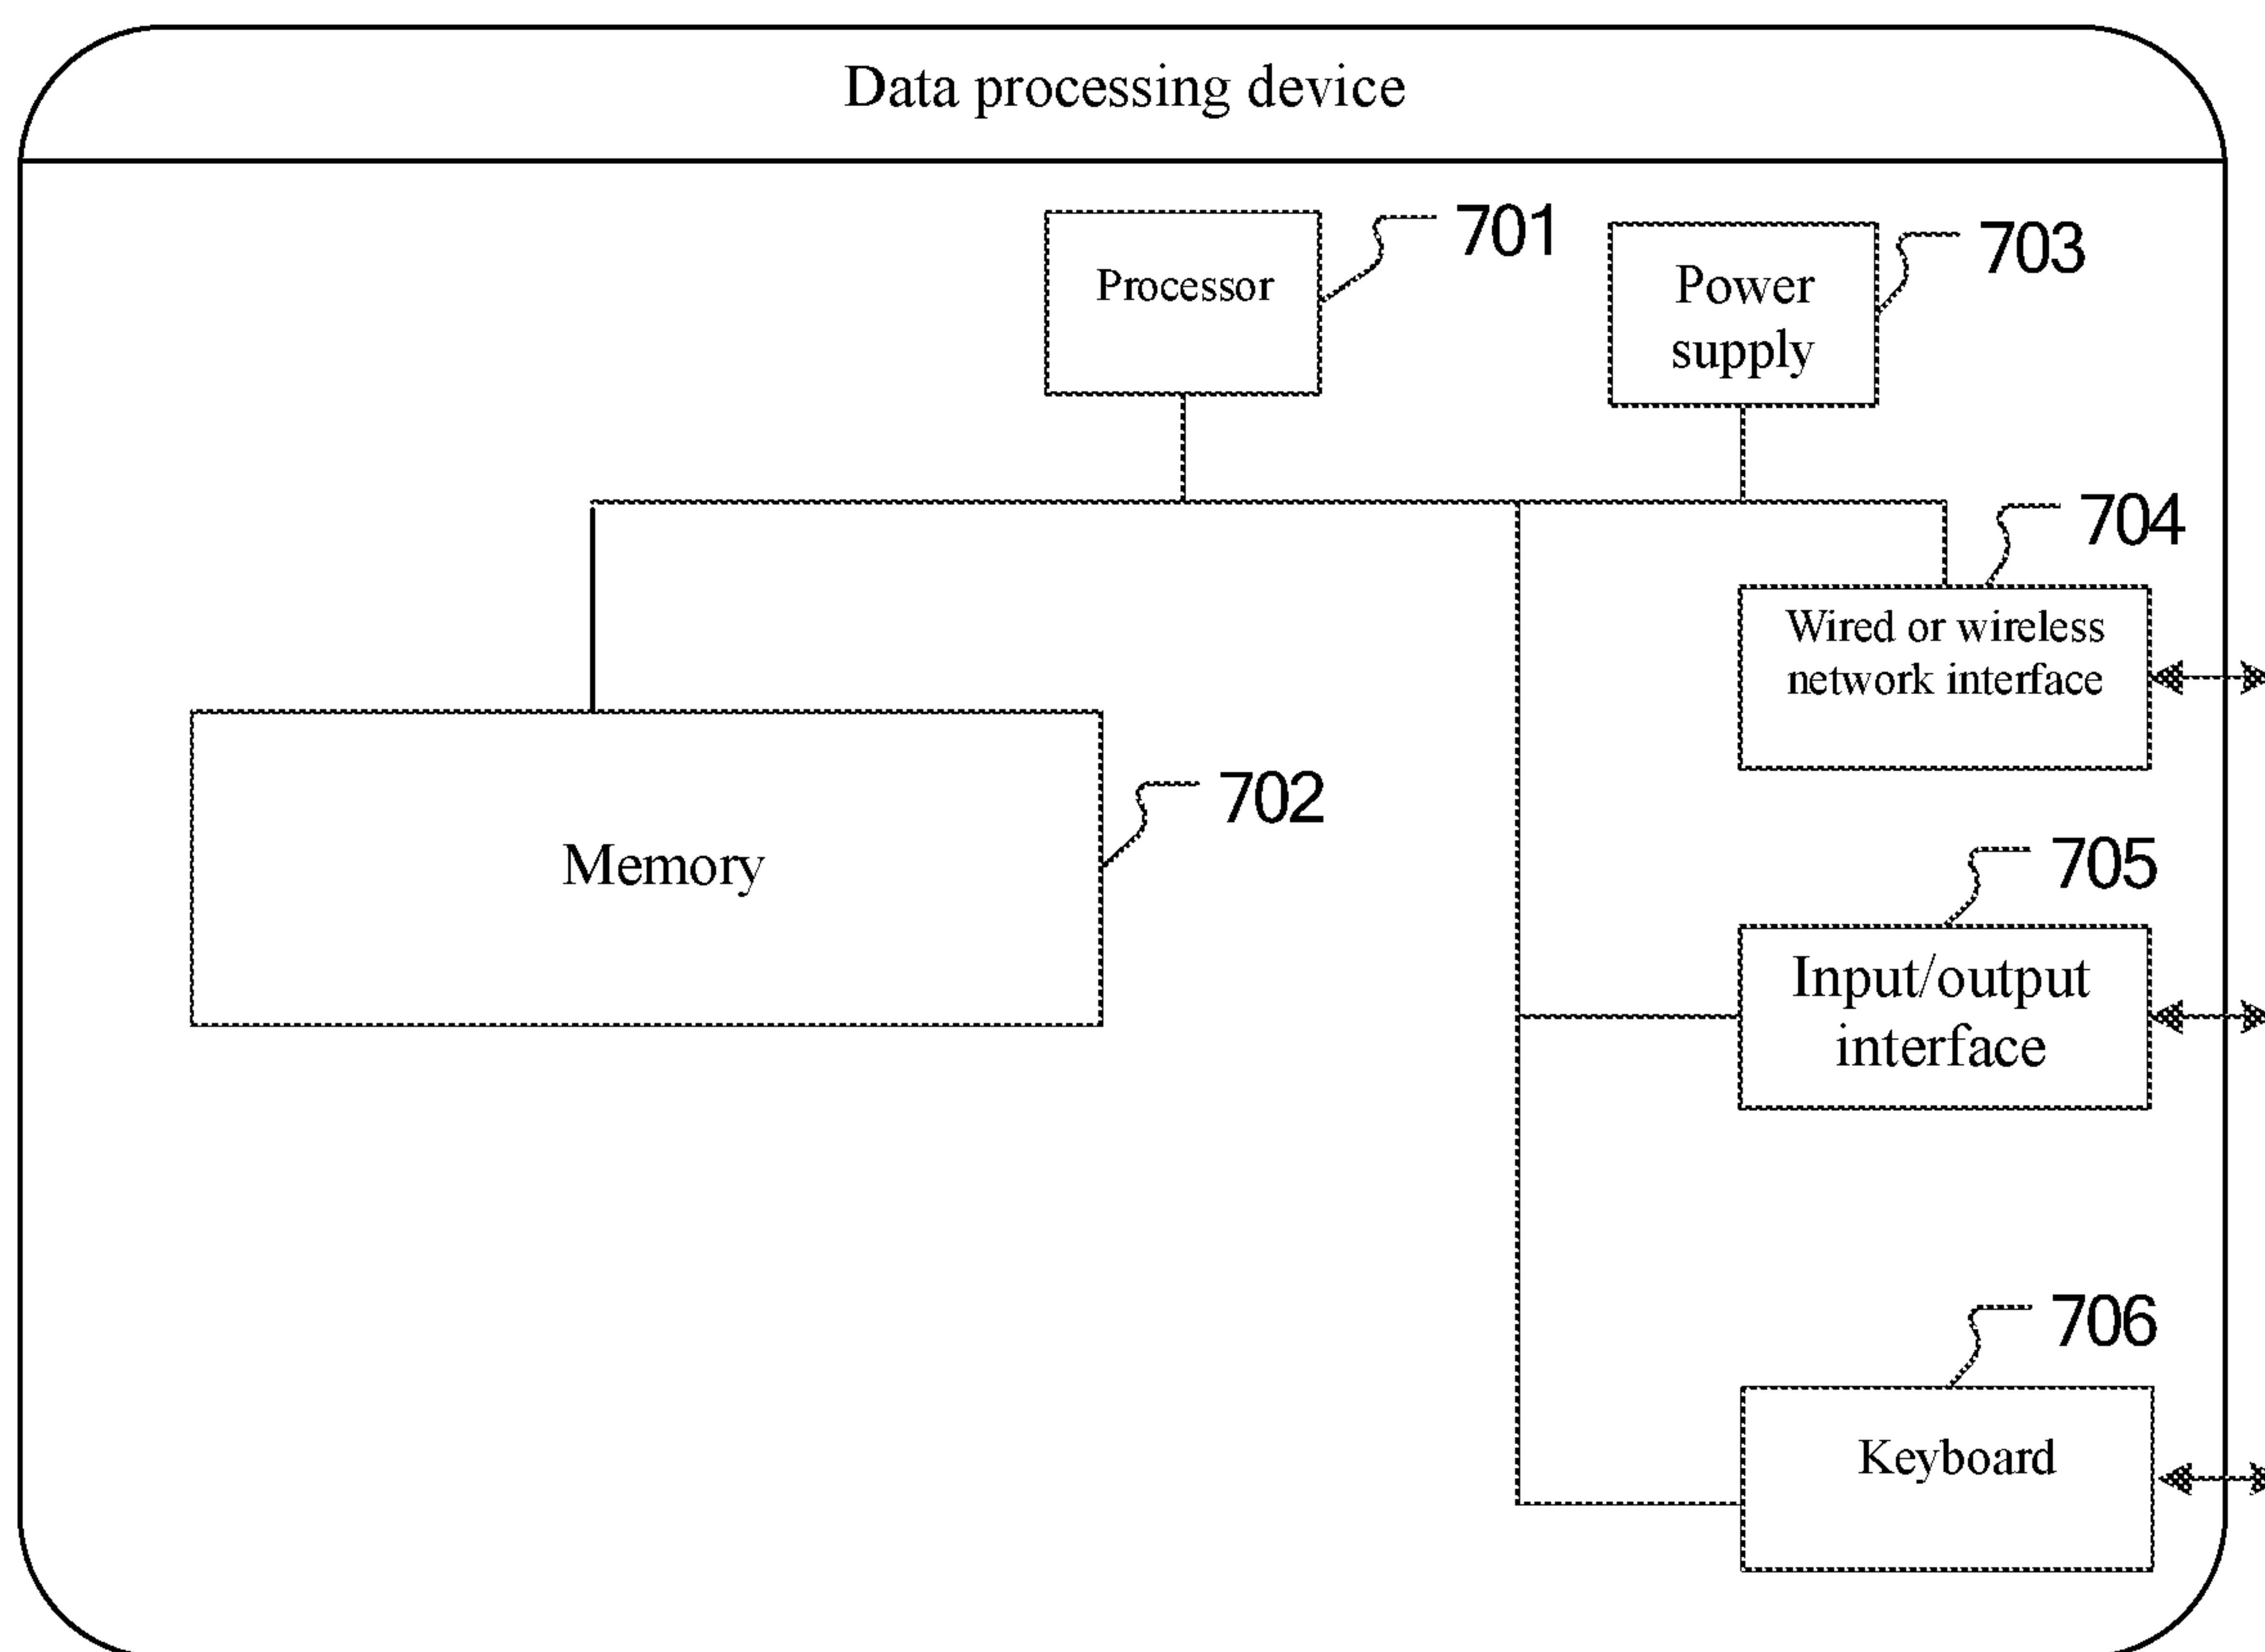 Data processing device
701
703
Processor
Power
supply
704
Wired or wireless
network interface
702
Memory
705
Input/output
interface
706
Keyboard